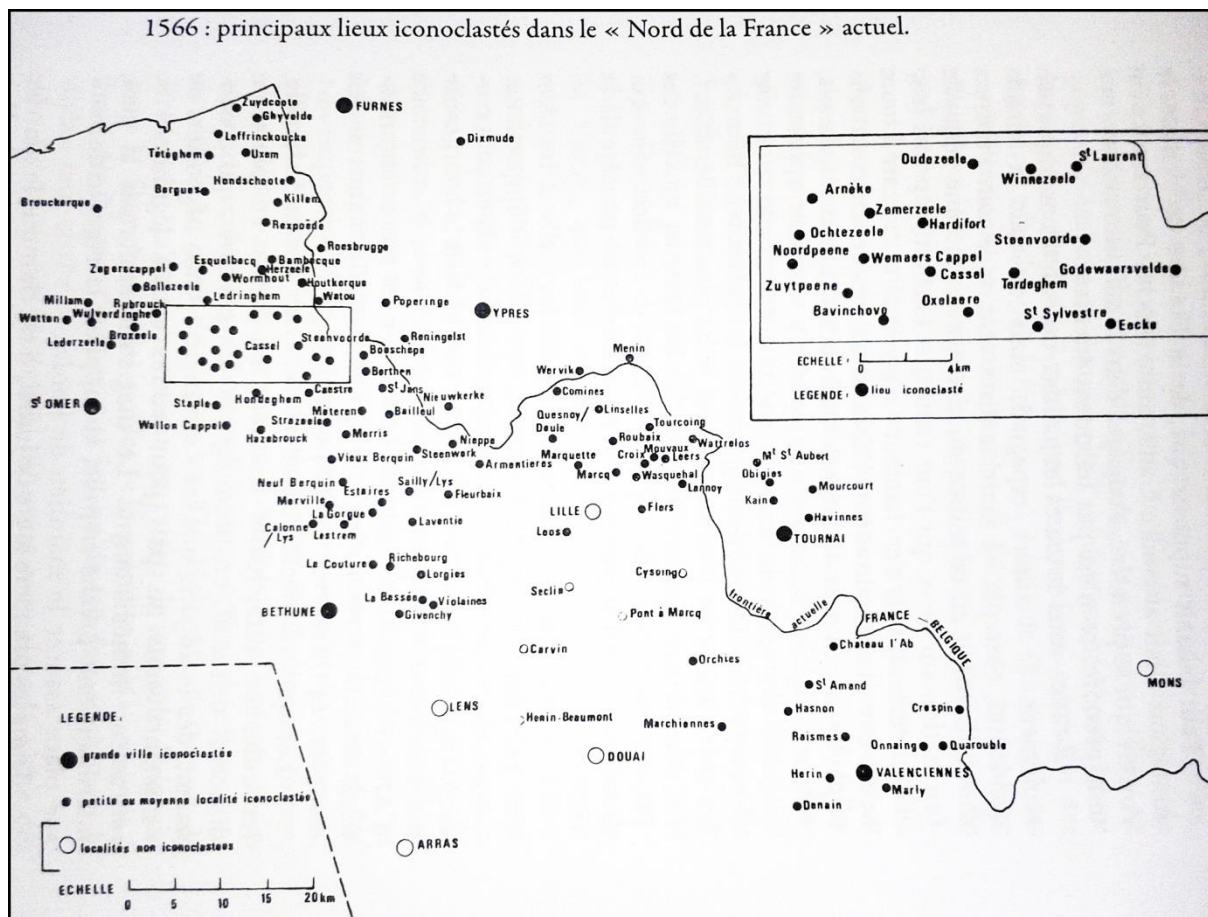 1566 : principaux lieux iconoclastés dans le « Nord de la France » actuel.
Zuydcoote
Ghyvelde
FURNES
Leffrinckoucke
Dixmude
Tétéghem
Uxem
Hondschoote
Bergues
Killem
Brouckerque
Rexpoëde
Roesbrugge
Esquelbecq
Bambecque
Zegerscappel
Herzeele
Wormhout
Bollezeele
Houtkerque
Millam
Rubrouck
Ledringhem
Watou
Poperinge
Watten
Wulverdinghe
YPRES
Broxeele
Steenvoorde
Reningelst
Lederzeele
Cassel
Boeschepe
Berthen
St Jans
St OMER
Staple
Hondeghem
Caestre
Nieuwkerke
Météren
Bailleul
Wallon Cappel
Strazeele
Hazebrouck
Merris
Nieppe
Vieux Berquin
Steenwerk
Armentieres
Neuf Berquin
Sailly/Lys
Estaires
Fleurbaix
Merville
La Gorgue
Calonne
/Lys
Lestrem
Laventie
Richebourg
La Couture
Lorgies
La Bassée
Violaines
BETHUNE
Givenchy
Menin
Wervik
Comines
Linselles
Quesnoy/
Deule
Tourcoing
Roubaix
Wattrelos
Mouvaux
Croix
Leers
Marquette
Marcq
Wasquehal
Lannoy
Mt St Aubert
Obigies
Kain
Mourcourt
LILLE
Flers
Havinnes
Loos
TOURNAI
Cysoing
Seclin
frontière
actuelle
FRANCE
BELGIQUE
Pont à Marcq
Carvin
Chateau l'Ab
Orchies
MONS
St Amand
LENS
Henin-Beaumont
Hasnon
Crespin
Marchiennes
Raismes
Onnaing
Quarouble
DOUAI
Herin
VALENCIENNES
Marly
Denain
ARRAS
Oudezeele
St Laurent
Winnezeele
Arnèke
Zemerzeele
Hardifort
Ochtezeele
Steenvoorde
Noordpeene
Wemaers Cappel
Cassel
Godewaersvelde
Terdeghem
Zuytpeene
Oxelaere
Bavinchove
St Sylvestre
Eecke
ECHELLE :
0 4km
LEGENDE :
lieu iconoclasté
LEGENDE :
grande ville iconoclastée
petite ou moyenne localité iconoclastée
localités non iconoclastees
ECHELLE
0 5 10 15 20km